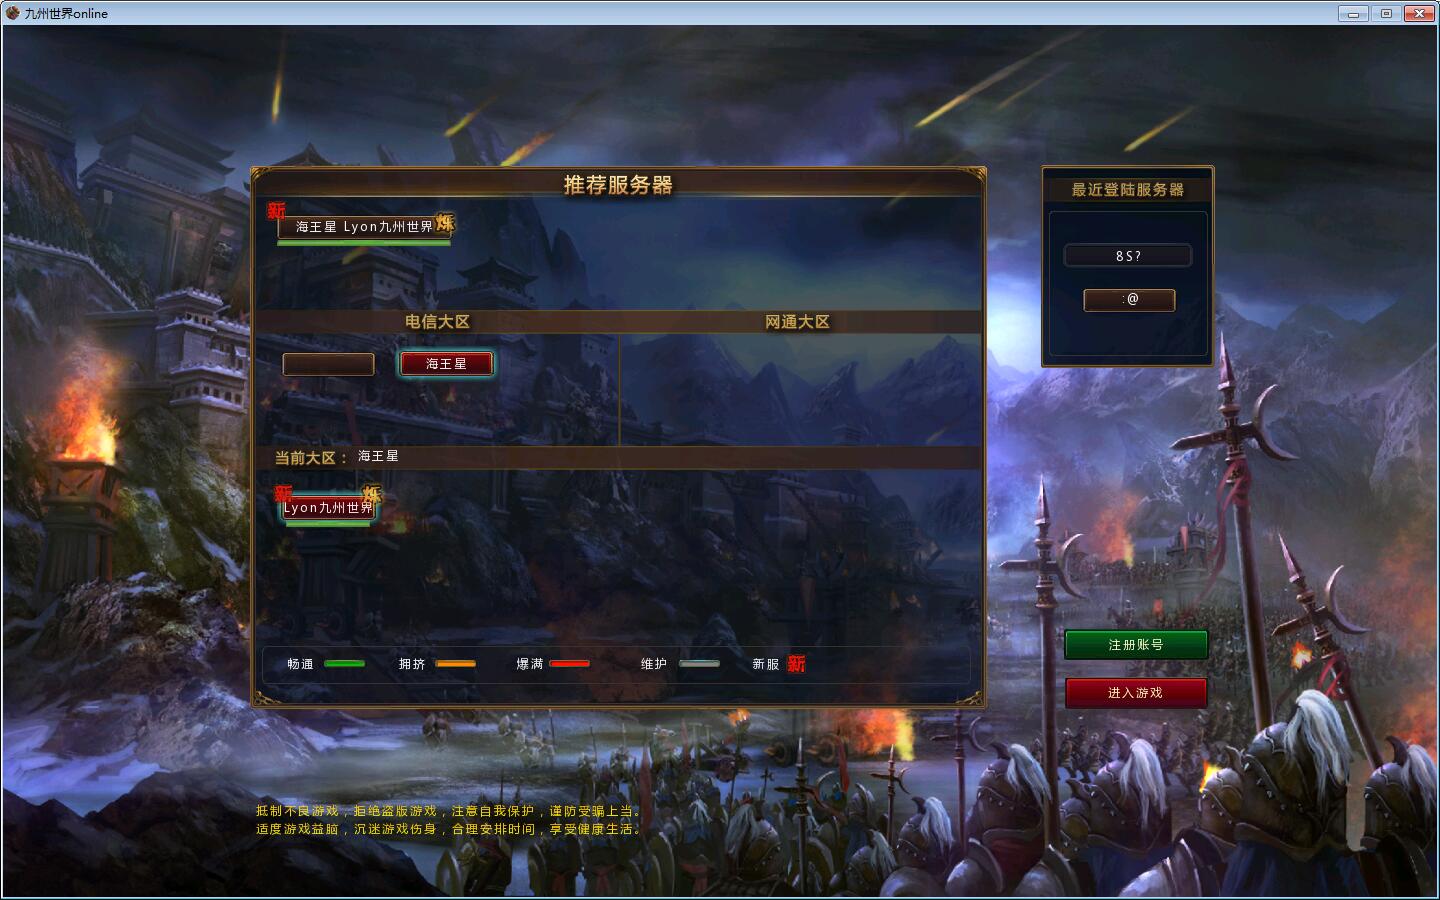 九州世界online
推荐服务器
新
海王星 Lyon九州世界
烁
最近登陆服务器
8S?
:@
电信大区
网通大区
海王星
当前大区：
海王星
新
烁
Lyon九州世界
注册账号
畅通
拥挤
爆满
维护
新服
新
进入游戏
抵制不良游戏，拒绝盗版游戏，注意自我保护，谨防受骗上当。
适度游戏益脑，沉迷游戏伤身，合理安排时间，享受健康生活。